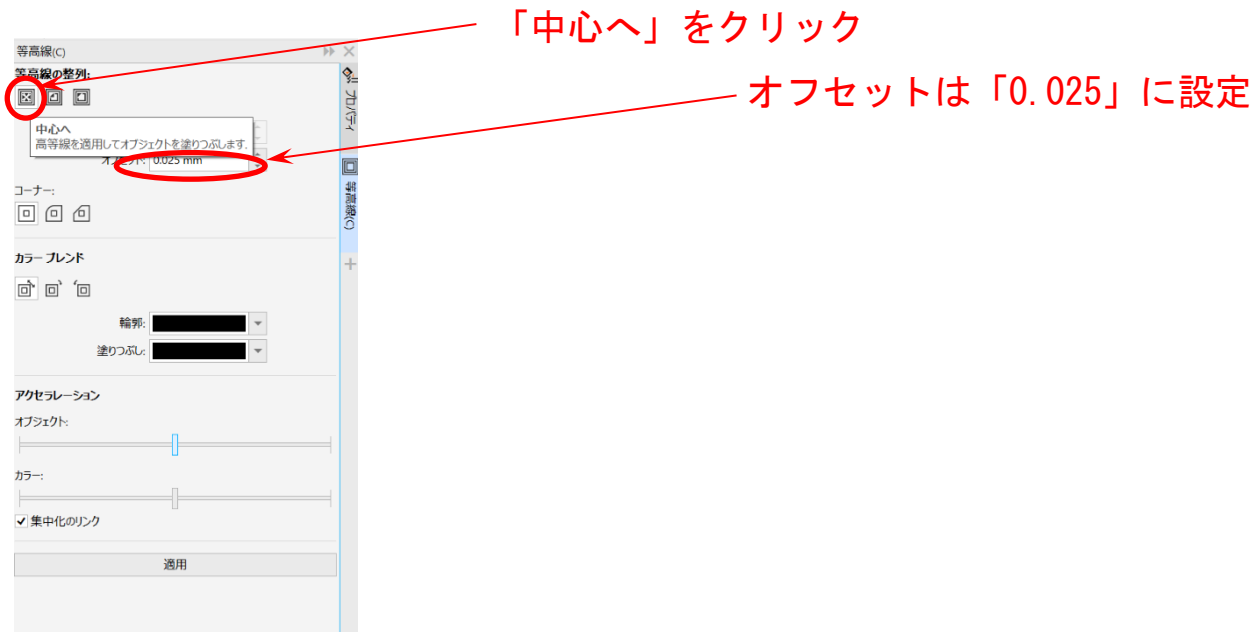 「中心へ」をクリック
等高線(C)
等高線の整列:
オフセットは「0.025」に設定
プロパティ
中心へ
高等線を適用してオブジェクトを塗りつぶします.
オフセット: 0.025 mm
等高線(C)
コーナー:
カラー ブレンド
輪郭:
塗りつぶし:
アクセラレーション
オブジェクト:
カラー:
集中化のリンク
適用